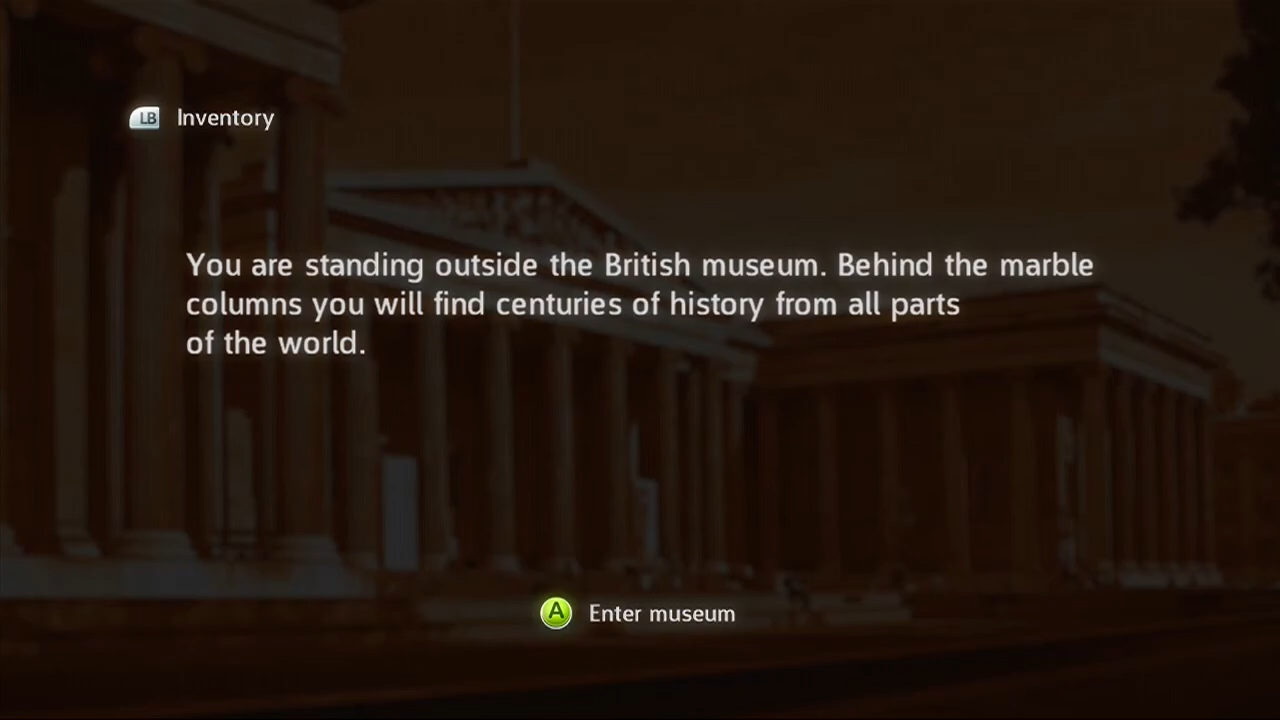 LB Inventory
You are standing outside the British museum. Behind the marble
columns you will find centuries of history from all parts
of the world.
A Enter museum